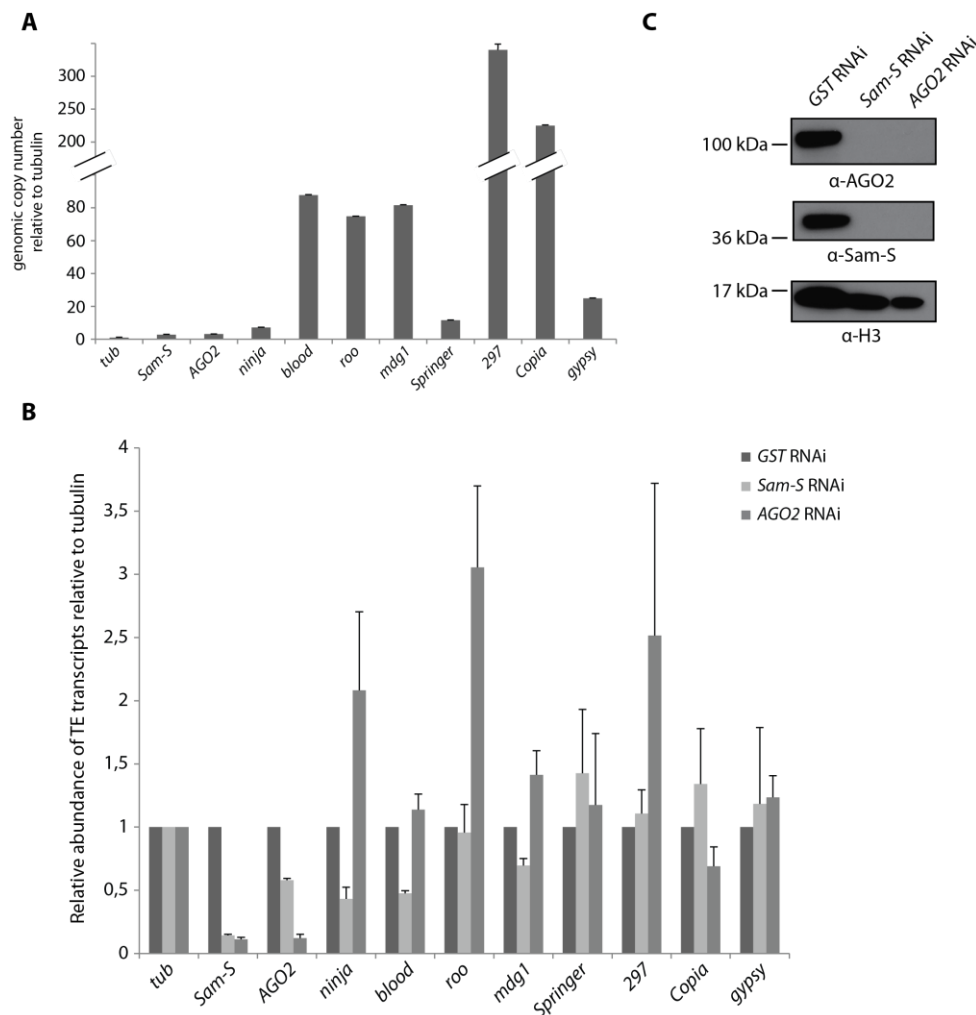 A
genomic copy number
relative to tubulin
300
250
200
80
60
40
20
0
tub
Sam-S
AGO2
ninja
blood
roo
mdg1
Springer
297
Copia
gypsy
C
GST RNAi
Sam-S RNAi
AGO2 RNAi
100 kDa
α-AGO2
36 kDa
α-Sam-S
17 kDa
α-H3
B
Relative abundance of TE transcripts relative to tubulin
4
3,5
3
2,5
2
1,5
1
0,5
0
GST RNAi
Sam-S RNAi
AGO2 RNAi
tub
Sam-S
AGO2
ninja
blood
roo
mdg1
Springer
297
Copia
gypsy